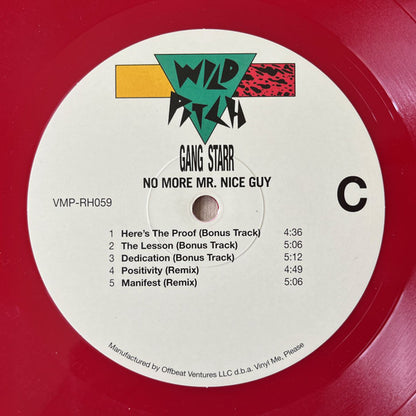 WILD
PITCH
GANG STARR
NO MORE MR. NICE GUY
VMP-RH059
C
1 Here's The Proof (Bonus Track) 4:36
2 The Lesson (Bonus Track) 5:06
3 Dedication (Bonus Track) 5:12
4 Positivity (Remix) 4:49
5 Manifest (Remix) 5:06
Manufactured by Offbeat Ventures LLC d.b.a. Vinyl Me, Please